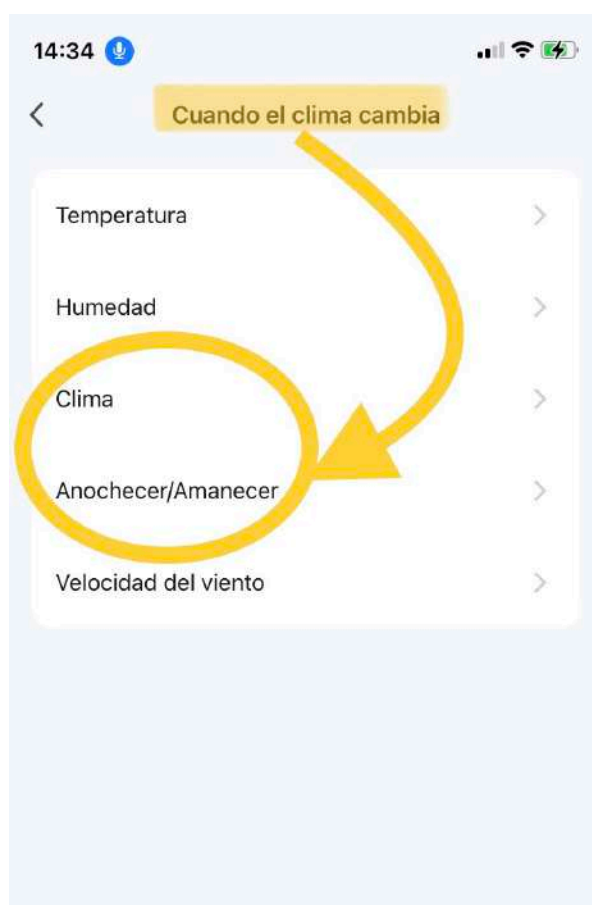 14:34
Cuando el clima cambia
Temperatura
Humedad
Clima
Anochecer/Amanecer
Velocidad del viento